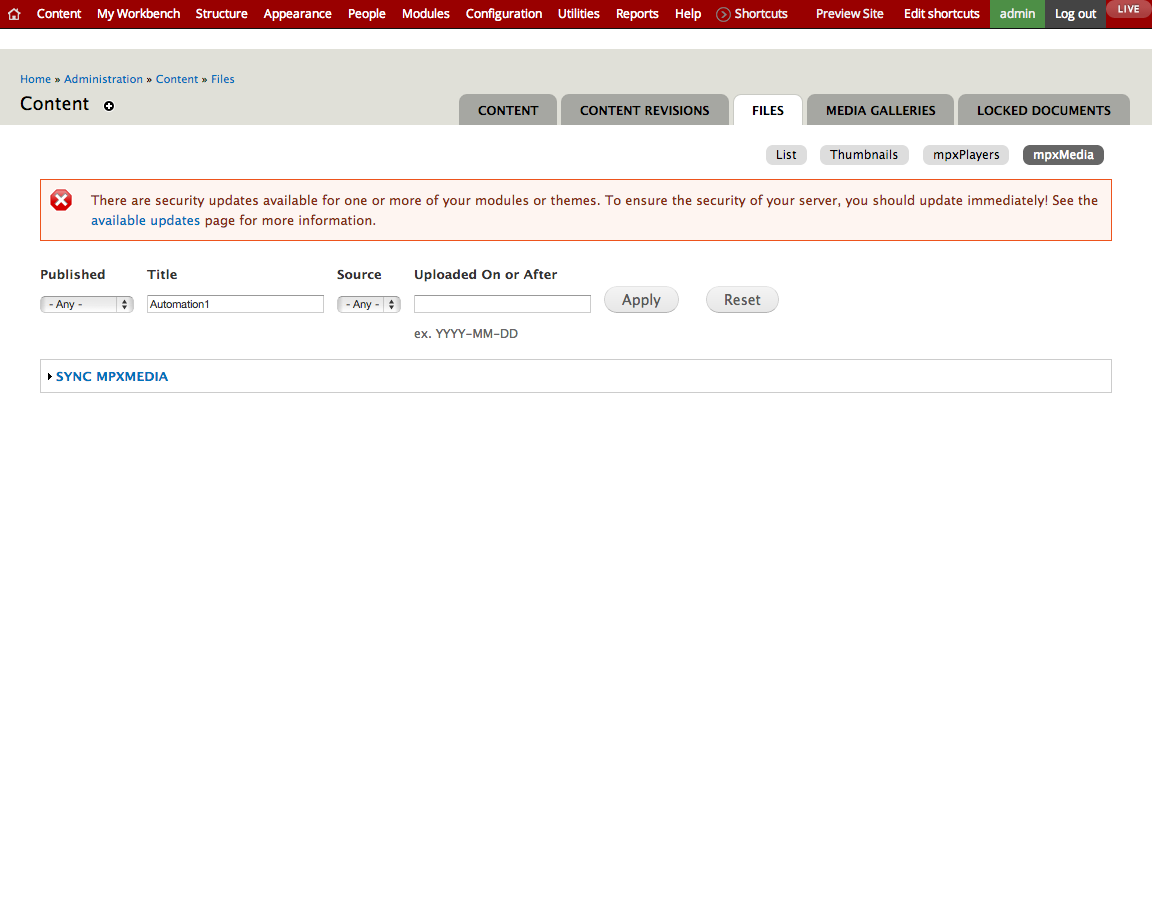 Content My Workbench Structure Appearance People Modules Configuration Utilities Reports Help Shortcuts Preview Site Edit shortcuts admin Log out LIVE
Home » Administration » Content » Files
Content
CONTENT CONTENT REVISIONS FILES MEDIA GALLERIES LOCKED DOCUMENTS
List Thumbnails mpxPlayers mpxMedia
There are security updates available for one or more of your modules or themes. To ensure the security of your server, you should update immediately! See the
available updates page for more information.
Published Title Source Uploaded On or After
- Any - Automation1 - Any - Apply Reset
ex. YYYY-MM-DD
SYNC MPXMEDIA